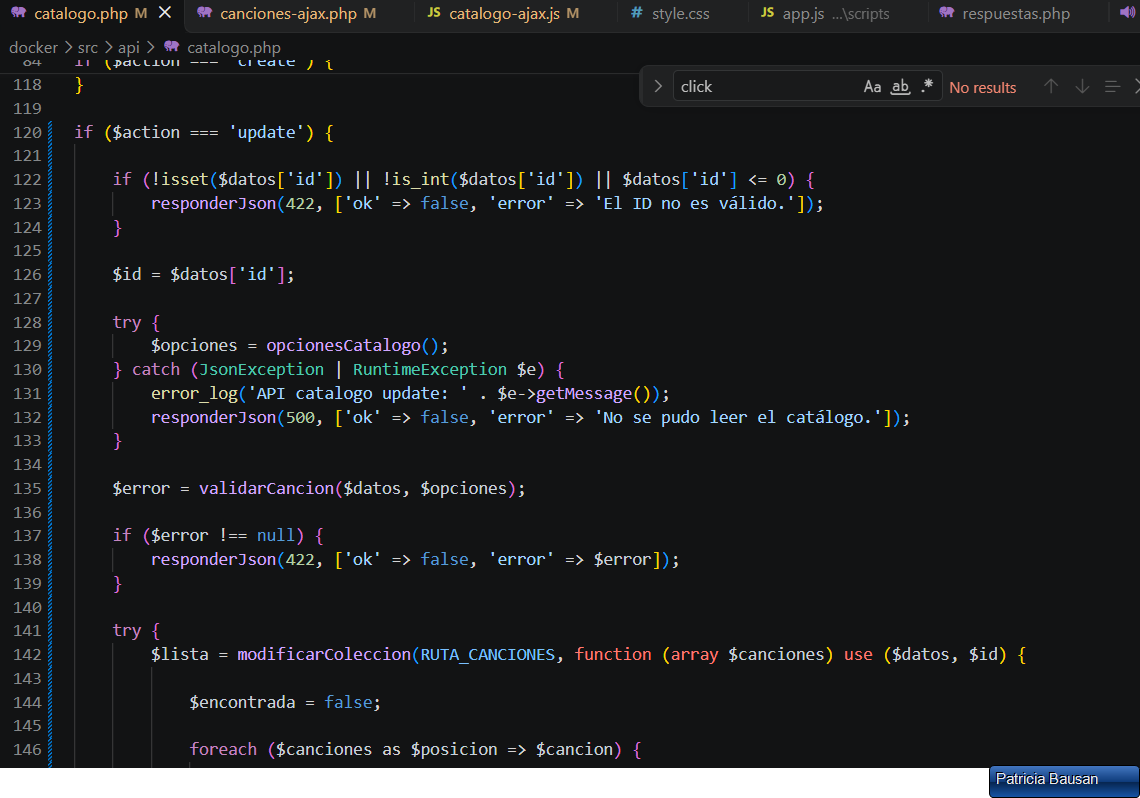 catalogo.php M canciones-ajax.php M JS catalogo-ajax.js M # style.css JS app.js ...\scripts respuestas.php
docker > src > api > catalogo.php
84 if ($action === 'create') {
click Aa ab .* No results
118 }
119
120 if ($action === 'update') {
121
122 if (!isset($datos['id']) || !is_int($datos['id']) || $datos['id'] <= 0) {
123 responderJson(422, ['ok' => false, 'error' => 'El ID no es válido.']);
124 }
125
126 $id = $datos['id'];
127
128 try {
129 $opciones = opcionesCatalogo();
130 } catch (JsonException | RuntimeException $e) {
131 error_log('API catalogo update: ' . $e->getMessage());
132 responderJson(500, ['ok' => false, 'error' => 'No se pudo leer el catálogo.']);
133 }
134
135 $error = validarCancion($datos, $opciones);
136
137 if ($error !== null) {
138 responderJson(422, ['ok' => false, 'error' => $error]);
139 }
140
141 try {
142 $lista = modificarColeccion(RUTA_CANCIONES, function (array $canciones) use ($datos, $id) {
143
144 $encontrada = false;
145
146 foreach ($canciones as $posicion => $cancion) {
Patricia Bausan